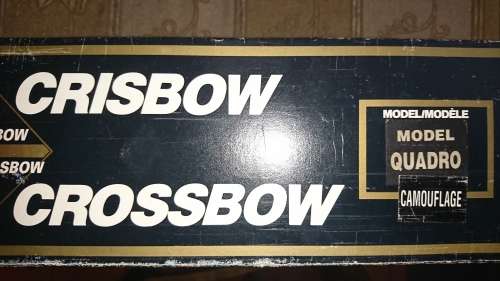 CRISBOW
BOW
SBOW
CROSSBOW
MODEL/MODÈLE
MODEL
QUADRO
CAMOUFLAGE